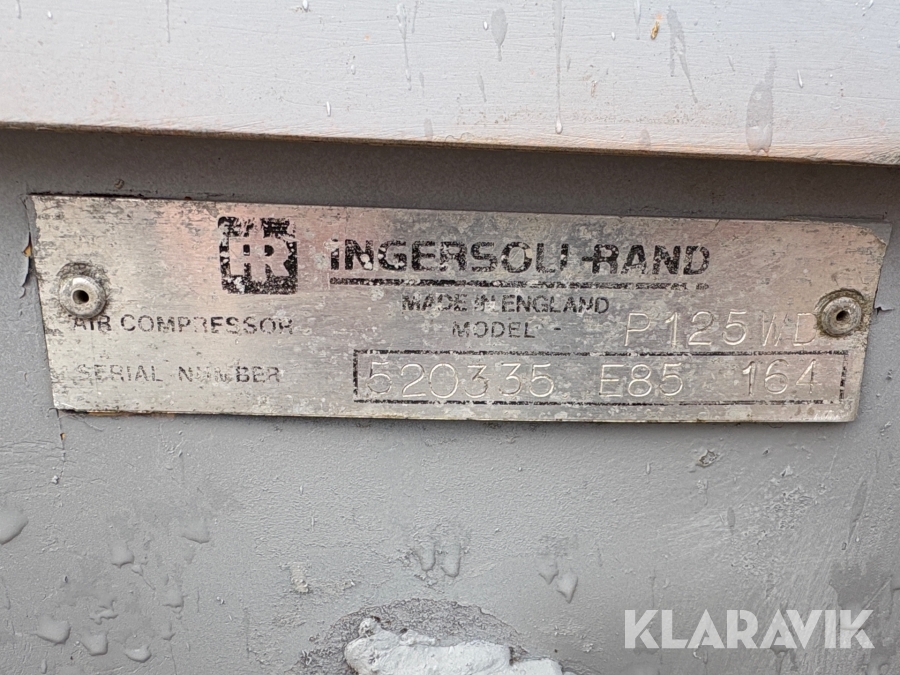 IR INGERSOLL-RAND
MADE IN ENGLAND
AIR COMPRESSOR MODEL - P125WD
SERIAL NUMBER 520335 E85 164
KLARAVIK